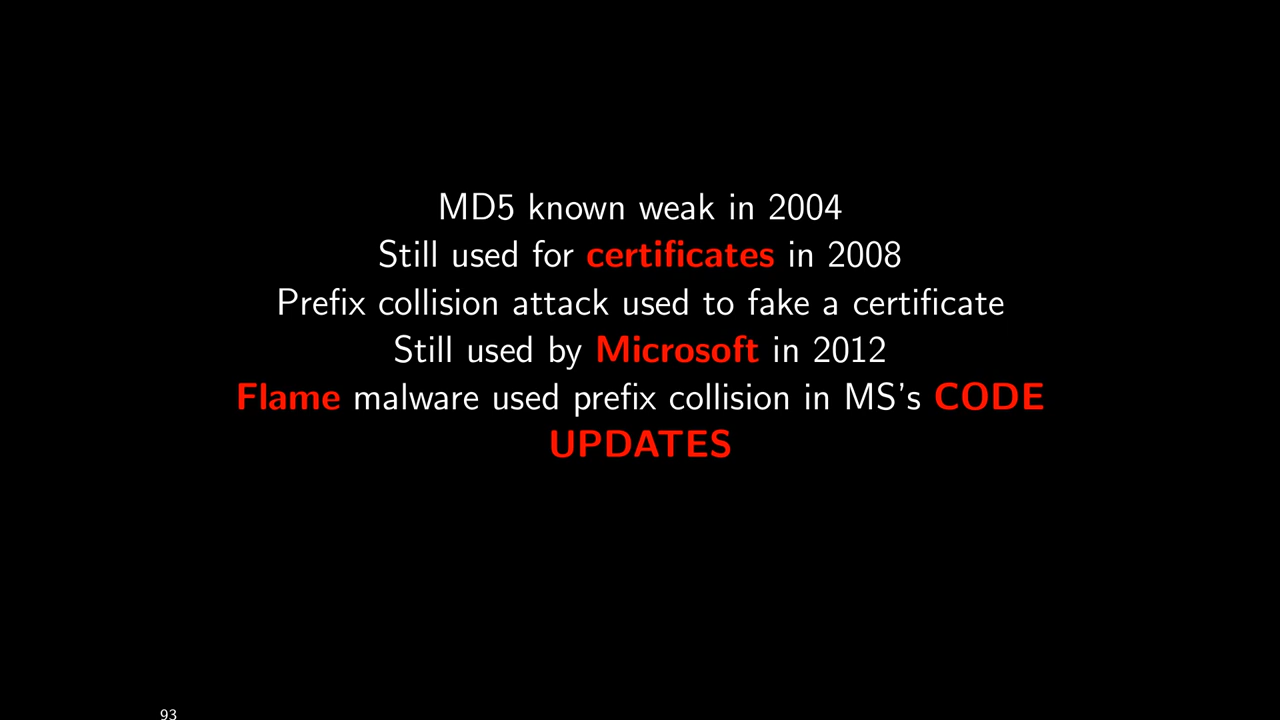 MD5 known weak in 2004
Still used for certificates in 2008
Prefix collision attack used to fake a certificate
Still used by Microsoft in 2012
Flame malware used prefix collision in MS's CODE
UPDATES
93